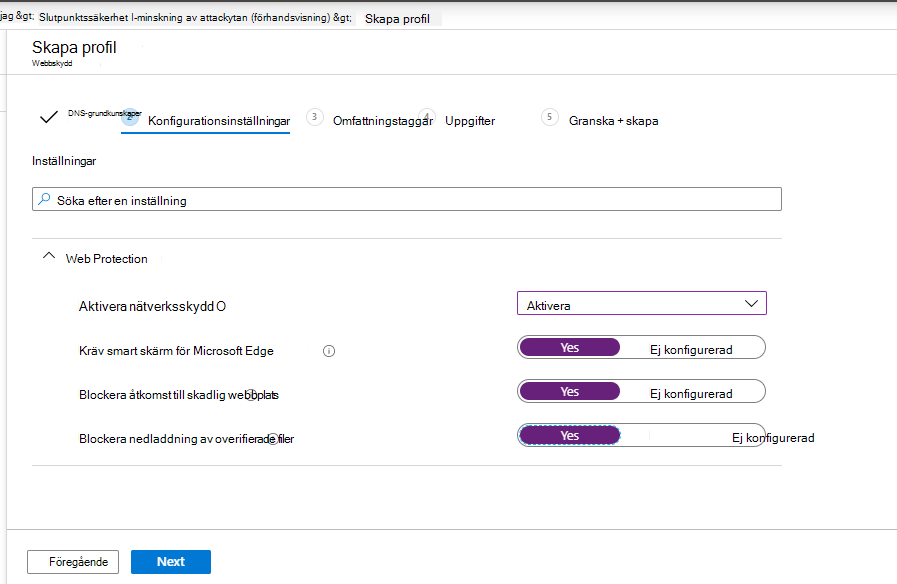 jag &gt; Slutpunktssäkerhet I-minskning av attackytan (förhandsvisning) &gt; Skapa profil
Skapa profil
Webbskydd
DNS-grundkunskaper 2 Konfigurationsinställningar 3 Omfattningstaggar 4 Uppgifter 5 Granska + skapa
Inställningar
Söka efter en inställning
Web Protection
Aktivera nätverksskydd O Aktivera
Kräv smart skärm för Microsoft Edge Yes Ej konfigurerad
Blockera åtkomst till skadlig webbplats Yes Ej konfigurerad
Blockera nedladdning av overifierade filer Yes Ej konfigurerad
Föregående Next